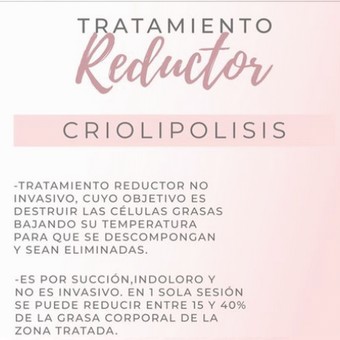 TRATAMIENTO
Reductor
CRIOLIPOLISIS
-TRATAMIENTO REDUCTOR NO
INVASIVO, CUYO OBJETIVO ES
DESTRUIR LAS CÉLULAS GRASAS
BAJANDO SU TEMPERATURA
PARA QUE SE DESCOMPONGAN
Y SEAN ELIMINADAS.
-ES POR SUCCIÓN,INDOLORO Y
NO ES INVASIVO. EN 1 SOLA SESIÓN
SE PUEDE REDUCIR ENTRE 15 Y 40%
DE LA GRASA CORPORAL DE LA
ZONA TRATADA.